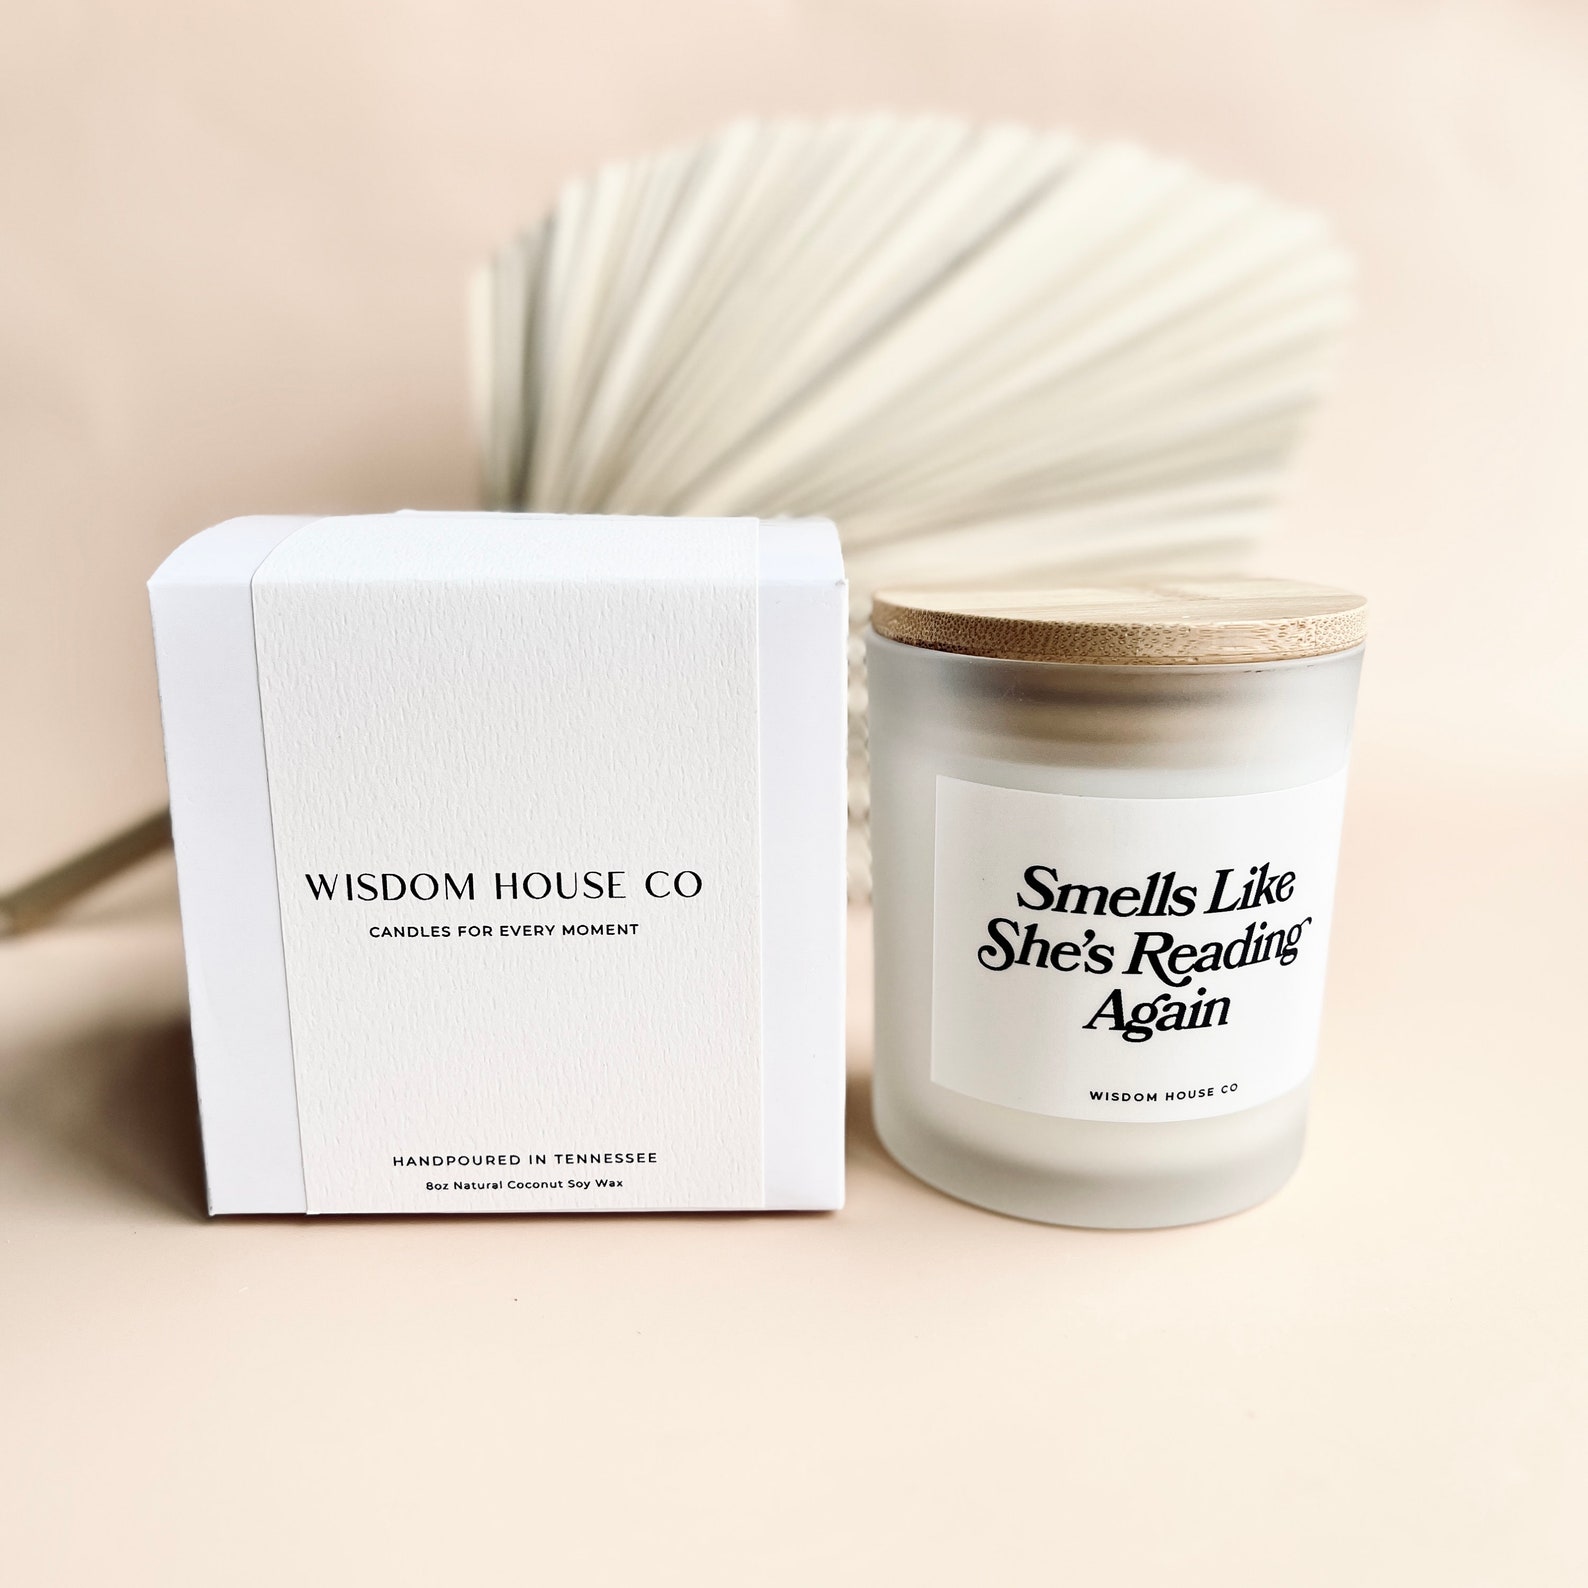 WISDOM HOUSE CO
CANDLES FOR EVERY MOMENT
HANDPOURED IN TENNESSEE
8oz Natural Coconut Soy Wax
Smells Like
She's Reading
Again
WISDOM HOUSE CO